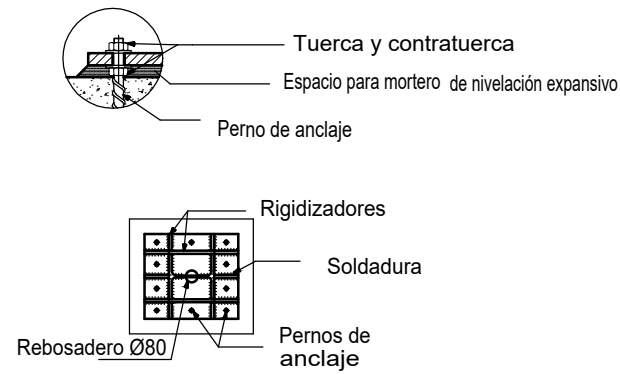 Tuerca y contratuerca
Espacio para mortero de nivelación expansivo
Perno de anclaje
Rigidizadores
Soldadura
Pernos de
anclaje
Rebosadero Ø80